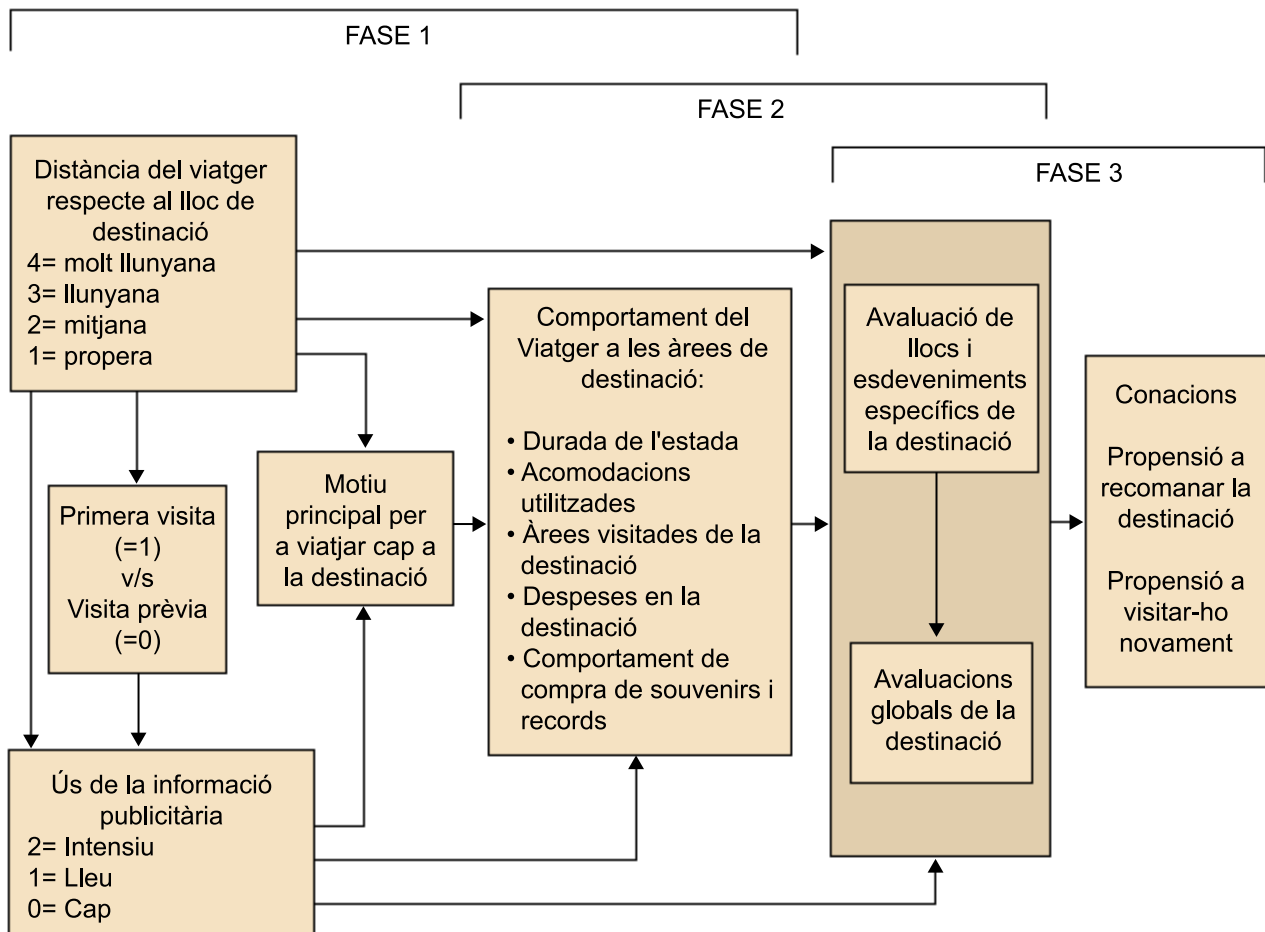 FASE 1
FASE 2
FASE 3
Distància del viatger
respecte al lloc de
destinació
4= molt llunyana
3= llunyana
2= mitjana
1= propera
Primera visita
(=1)
v/s
Visita prèvia
(=0)
Ús de la informació
publicitària
2= Intensiu
1= Lleu
0= Cap
Motiu
principal per
a viatjar cap a
la destinació
Comportament del
Viatger a les àrees de
destinació:
• Durada de l'estada
• Acomodacions
utilitzades
• Àrees visitades de la
destinació
• Despeses en la
destinació
• Comportament de
compra de souvenirs i
records
Avaluació de
llocs i
esdeveniments
específics de
la destinació
Avaluacions
globals de la
destinació
Conacions
Propensió a
recomanar la
destinació
Propensió a
visitar-ho
novament